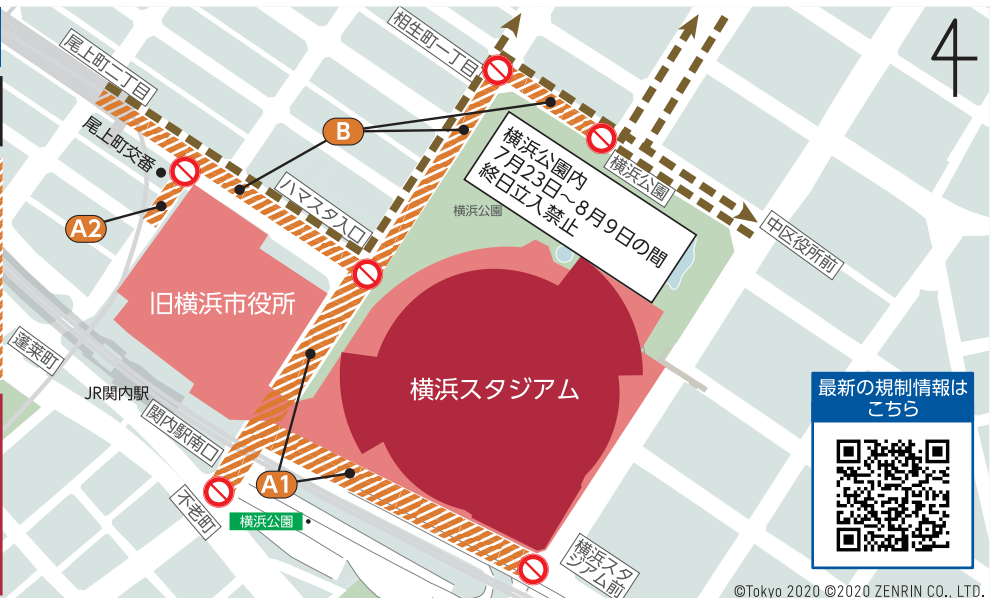 相生町一丁目
尾上町二丁目
尾上町交番
B
ハマスタ入口
A2
横浜公園内
7月23日～8月9日の間
終日立入禁止
横浜公園
横浜公園
中区役所前
旧横浜市役所
蓬莱町
JR関内駅
関内駅南口
横浜スタジアム
A1
不老町
横浜公園
横浜スタ
ジアム前
最新の規制情報は
こちら
©Tokyo 2020 ©2020 ZENRIN CO., LTD.